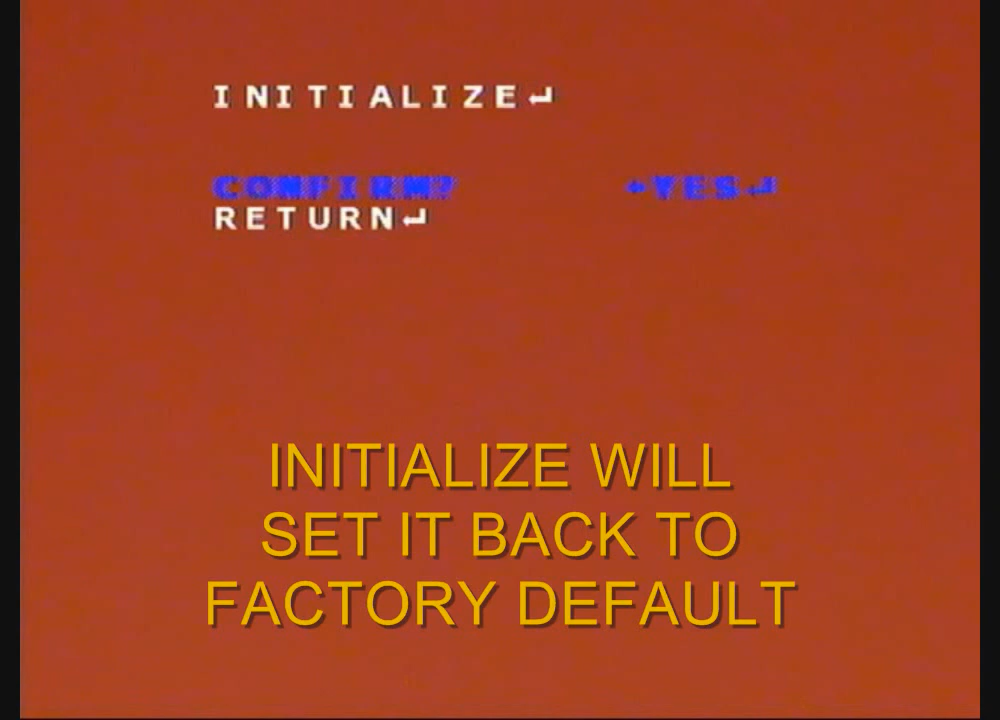 INITIALIZE↵
CONFIRM? ←YES↵
RETURN↵
INITIALIZE WILL
SET IT BACK TO
FACTORY DEFAULT